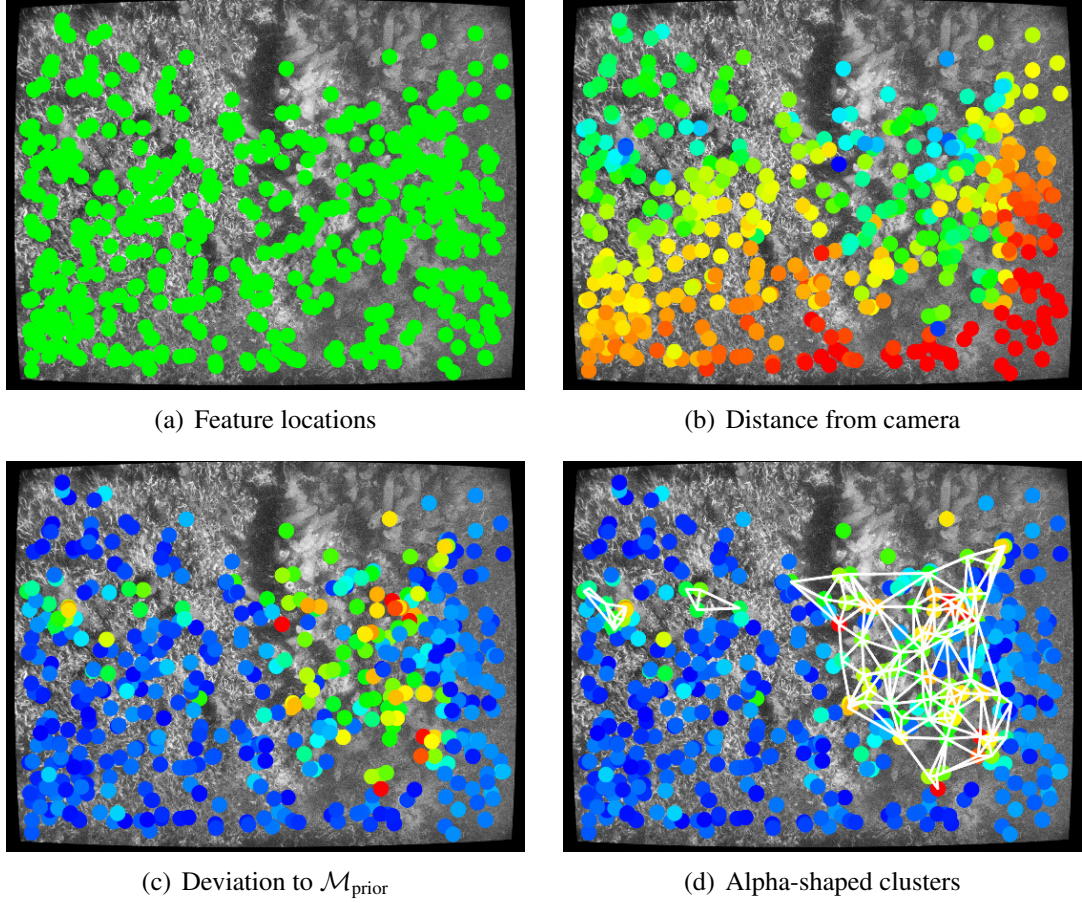 (a) Feature locations
(b) Distance from camera
(c) Deviation to 𝓜prior
(d) Alpha-shaped clusters